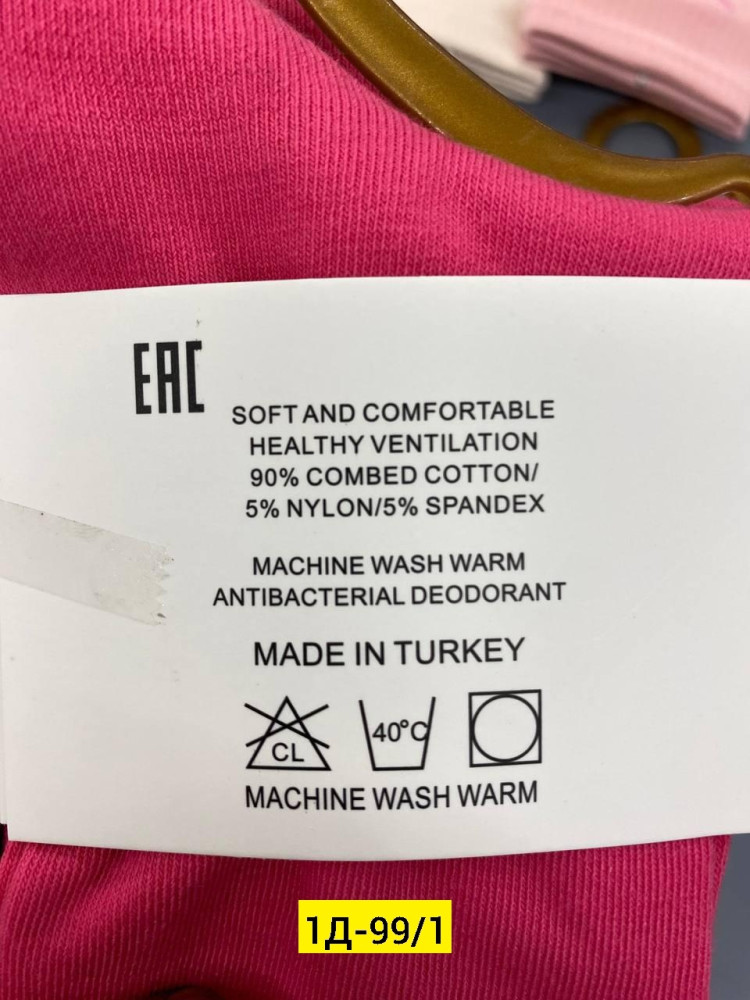 EAC
SOFT AND COMFORTABLE
HEALTHY VENTILATION
90% COMBED COTTON/
5% NYLON/5% SPANDEX
MACHINE WASH WARM
ANTIBACTERIAL DEODORANT
MADE IN TURKEY
CL 40°C
MACHINE WASH WARM
1Д-99/1